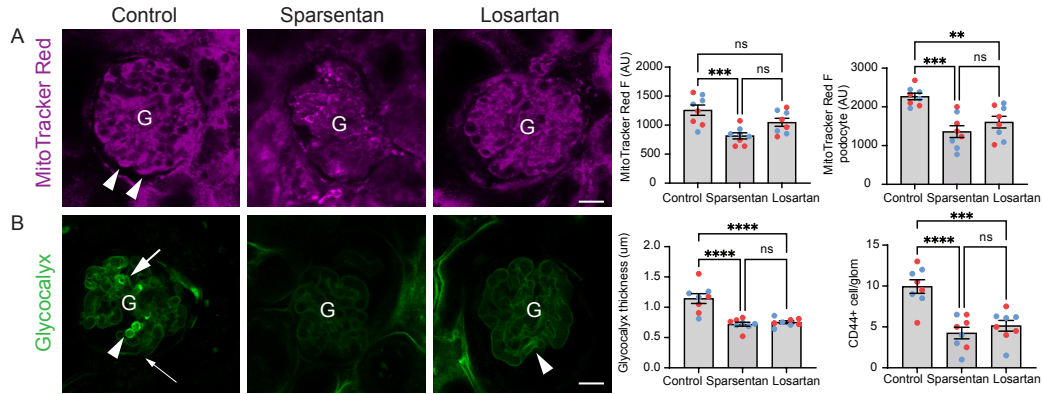 Control Sparsentan Losartan
A
MitoTracker Red
G
G
G
MitoTracker Red F (AU)
2000
1500
1000
500
0
ns
***
ns
Control Sparsentan Losartan
MitoTracker Red F
podocyte (AU)
3000
2000
1000
0
**
***
ns
Control Sparsentan Losartan
B
Glycocalyx
G
G
G
Glycocalyx thickness (um)
2.0
1.5
1.0
0.5
0.0
****
****
ns
Control Sparsentan Losartan
CD44+ cell/glom
15
10
5
0
***
****
ns
Control Sparsentan Losartan